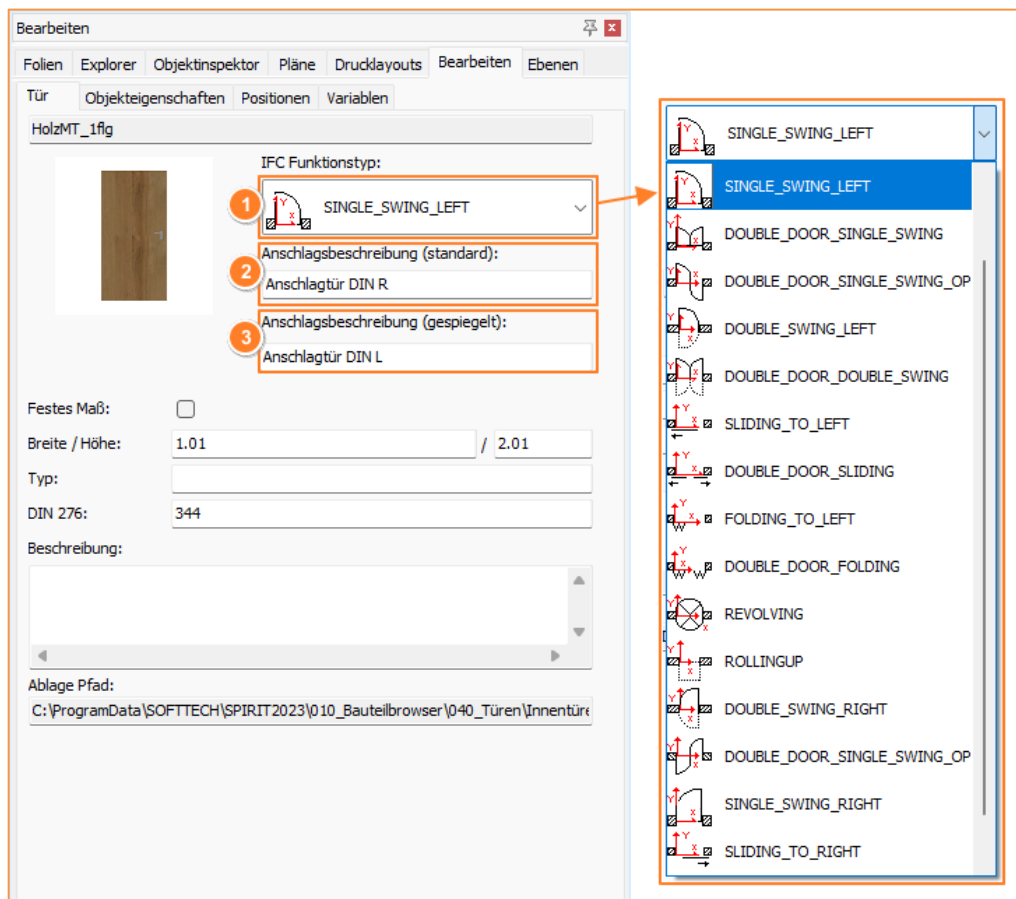 Bearbeiten
Folien Explorer Objektinspektor Pläne Drucklayouts Bearbeiten Ebenen
Tür Objekteigenschaften Positionen Variablen
HolzMT_1flg
IFC Funktionstyp:
1 SINGLE_SWING_LEFT
Anschlagsbeschreibung (standard):
2
Anschlagtür DIN R
Anschlagsbeschreibung (gespiegelt):
3
Anschlagtür DIN L
Festes Maß:
Breite / Höhe: 1.01 / 2.01
Typ:
DIN 276: 344
Beschreibung:
Ablage Pfad:
C:\ProgramData\SOFTTECH\SPIRIT2023\010_Bauteilbrowser\040_Türen\Innentüre
SINGLE_SWING_LEFT
SINGLE_SWING_LEFT
DOUBLE_DOOR_SINGLE_SWING
DOUBLE_DOOR_SINGLE_SWING_OP
DOUBLE_SWING_LEFT
DOUBLE_DOOR_DOUBLE_SWING
SLIDING_TO_LEFT
DOUBLE_DOOR_SLIDING
FOLDING_TO_LEFT
DOUBLE_DOOR_FOLDING
REVOLVING
ROLLINGUP
DOUBLE_SWING_RIGHT
DOUBLE_DOOR_SINGLE_SWING_OP
SINGLE_SWING_RIGHT
SLIDING_TO_RIGHT